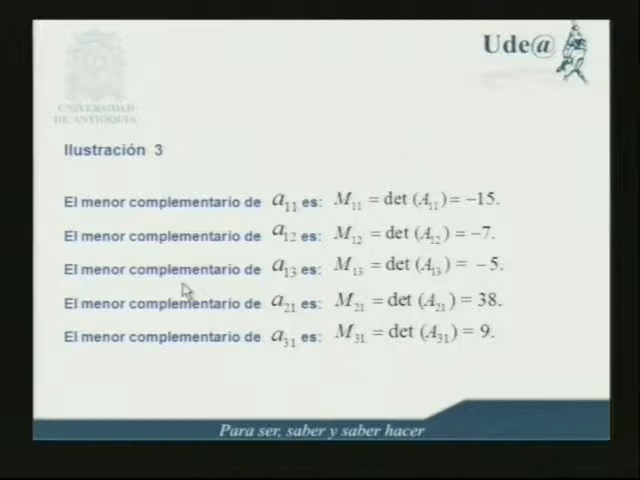 Ude@
UNIVERSIDAD
DE ANTIOQUIA
Ilustración 3
El menor complementario de a₁₁ es: M₁₁ = det (A₁₁) = −15.
El menor complementario de a₁₂ es: M₁₂ = det (A₁₂) = −7.
El menor complementario de a₁₃ es: M₁₃ = det (A₁₃) = −5.
El menor complementario de a₂₁ es: M₂₁ = det (A₂₁) = 38.
El menor complementario de a₃₁ es: M₃₁ = det (A₃₁) = 9.
Para ser, saber y saber hacer